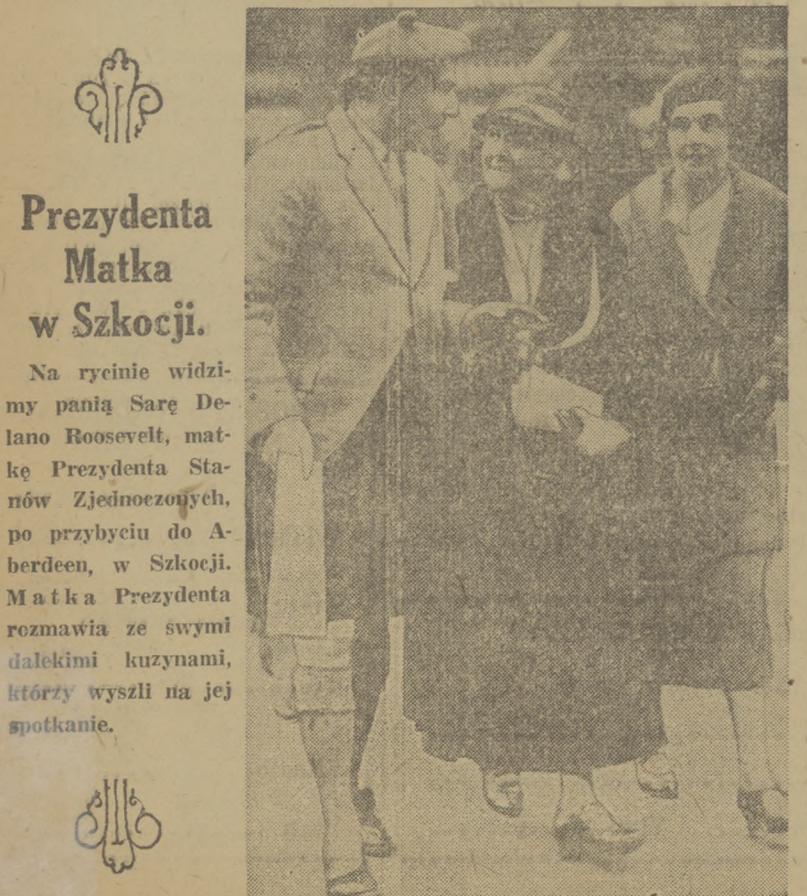 Prezydenta
Matka
w Szkocji.
Na rycinie widzi-
my panią Sarę De-
lano Roosevelt, mat-
kę Prezydenta Sta-
nów Zjednoczonych,
po przybyciu do A-
berdeen, w Szkocji.
Matka Prezydenta
rozmawia ze swymi
dalekimi kuzynami,
którzy wyszli na jej
spotkanie.